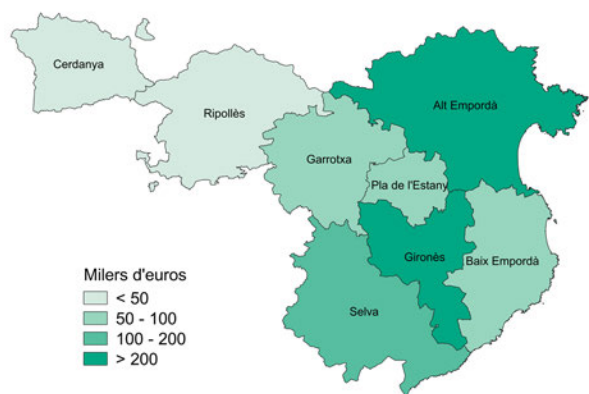 Cerdanya
Ripollès
Alt Empordà
Garrotxa
Pla de l'Estany
Gironès
Baix Empordà
Selva
Milers d'euros
< 50
50 - 100
100 - 200
> 200